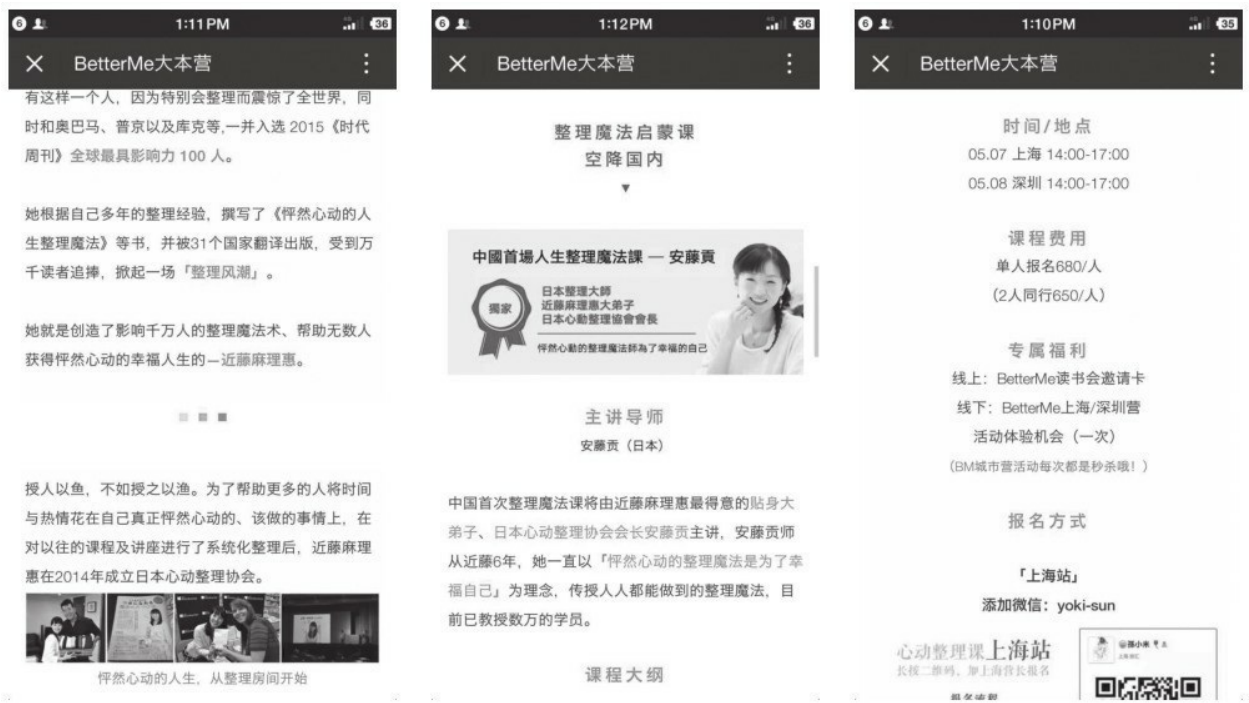 6
1:11PM
4G
36
BetterMe大本营
有这样一个人，因为特别会整理而震惊了全世界，同
时和奥巴马、普京以及库克等,一并入选 2015《时代
周刊》全球最具影响力 100 人。
她根据自己多年的整理经验，撰写了《怦然心动的人
生整理魔法》等书，并被31个国家翻译出版，受到万
千读者追捧，掀起一场「整理风潮」。
她就是创造了影响千万人的整理魔法术、帮助无数人
获得怦然心动的幸福人生的—近藤麻理惠。
授人以鱼，不如授之以渔。为了帮助更多的人将时间
与热情花在自己真正怦然心动的、该做的事情上，在
对以往的课程及讲座进行了系统化整理后，近藤麻理
惠在2014年成立日本心动整理协会。
怦然心动的人生，从整理房间开始
6
1:12PM
4G
36
BetterMe大本营
整理魔法启蒙课
空降国内
▼
中國首場人生整理魔法課 — 安藤貢
獨家
日本整理大師
近藤麻理惠大弟子
日本心動整理協會會長
怦然心動的整理魔法師為了幸福的自己
主讲导师
安藤贡（日本）
中国首次整理魔法课将由近藤麻理惠最得意的贴身大
弟子、日本心动整理协会会长安藤贡主讲，安藤贡师
从近藤6年，她一直以「怦然心动的整理魔法是为了幸
福自己」为理念，传授人人都能做到的整理魔法，目
前已教授数万的学员。
课程大纲
6
1:10PM
4G
35
BetterMe大本营
时间/地点
05.07 上海 14:00-17:00
05.08 深圳 14:00-17:00
课程费用
单人报名680/人
（2人同行650/人）
专属福利
线上：BetterMe读书会邀请卡
线下：BetterMe上海/深圳营
活动体验机会（一次）
（BM城市营活动每次都是秒杀哦！）
报名方式
「上海站」
添加微信：yoki-sun
心动整理课上海站
长按二维码，加上海营长报名
报名流程